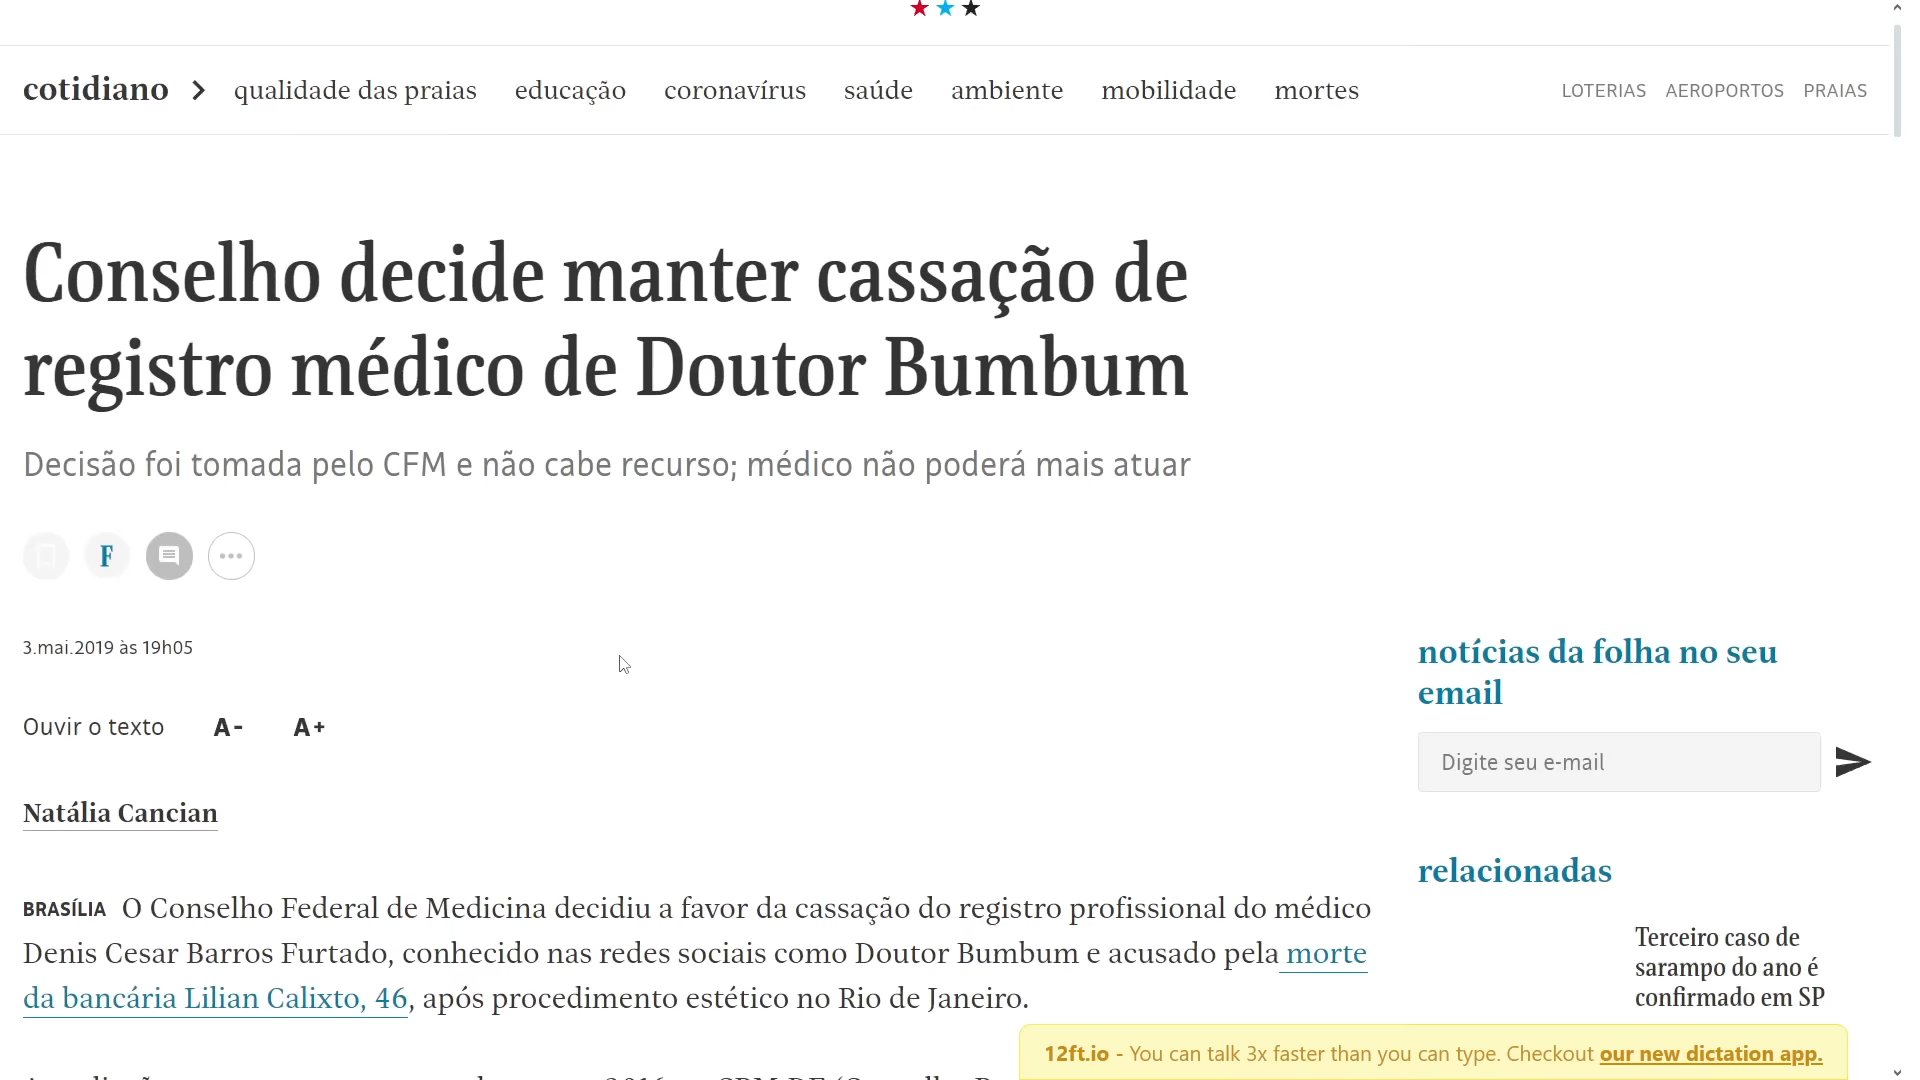 cotidiano qualidade das praias educação coronavírus saúde ambiente mobilidade mortes LOTERIAS AEROPORTOS PRAIAS
Conselho decide manter cassação de
registro médico de Doutor Bumbum
Decisão foi tomada pelo CFM e não cabe recurso; médico não poderá mais atuar
F
3.mai.2019 às 19h05
Ouvir o texto A- A+
Natália Cancian
BRASÍLIA O Conselho Federal de Medicina decidiu a favor da cassação do registro profissional do médico
Denis Cesar Barros Furtado, conhecido nas redes sociais como Doutor Bumbum e acusado pela morte
da bancária Lilian Calixto, 46, após procedimento estético no Rio de Janeiro.
notícias da folha no seu
email
Digite seu e-mail
relacionadas
Terceiro caso de
sarampo do ano é
confirmado em SP
12ft.io - You can talk 3x faster than you can type. Checkout our new dictation app.